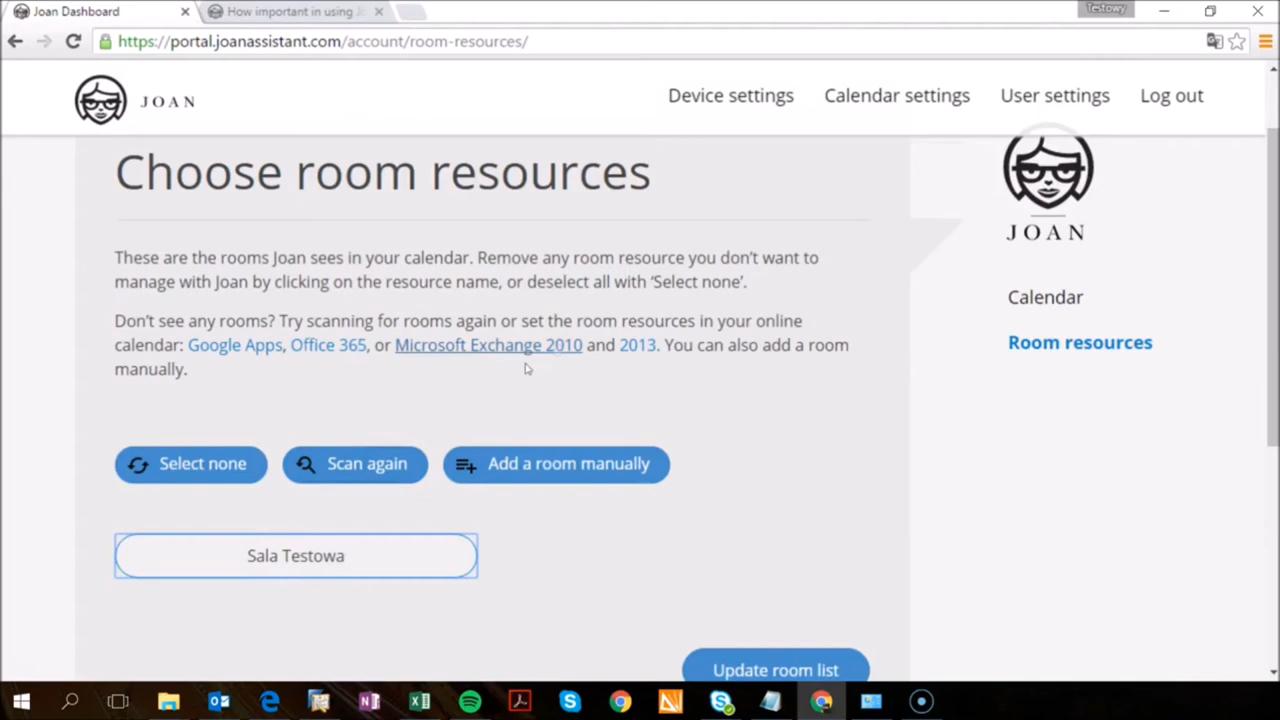 Joan Dashboard
How important in using Jo
Testowy
https://portal.joanassistant.com/account/room-resources/
JOAN
Device settings
Calendar settings
User settings
Log out
Choose room resources
These are the rooms Joan sees in your calendar. Remove any room resource you don’t want to
manage with Joan by clicking on the resource name, or deselect all with ‘Select none’.
Don’t see any rooms? Try scanning for rooms again or set the room resources in your online
calendar: Google Apps, Office 365, or Microsoft Exchange 2010 and 2013. You can also add a room
manually.
Select none
Scan again
Add a room manually
Sala Testowa
Update room list
JOAN
Calendar
Room resources